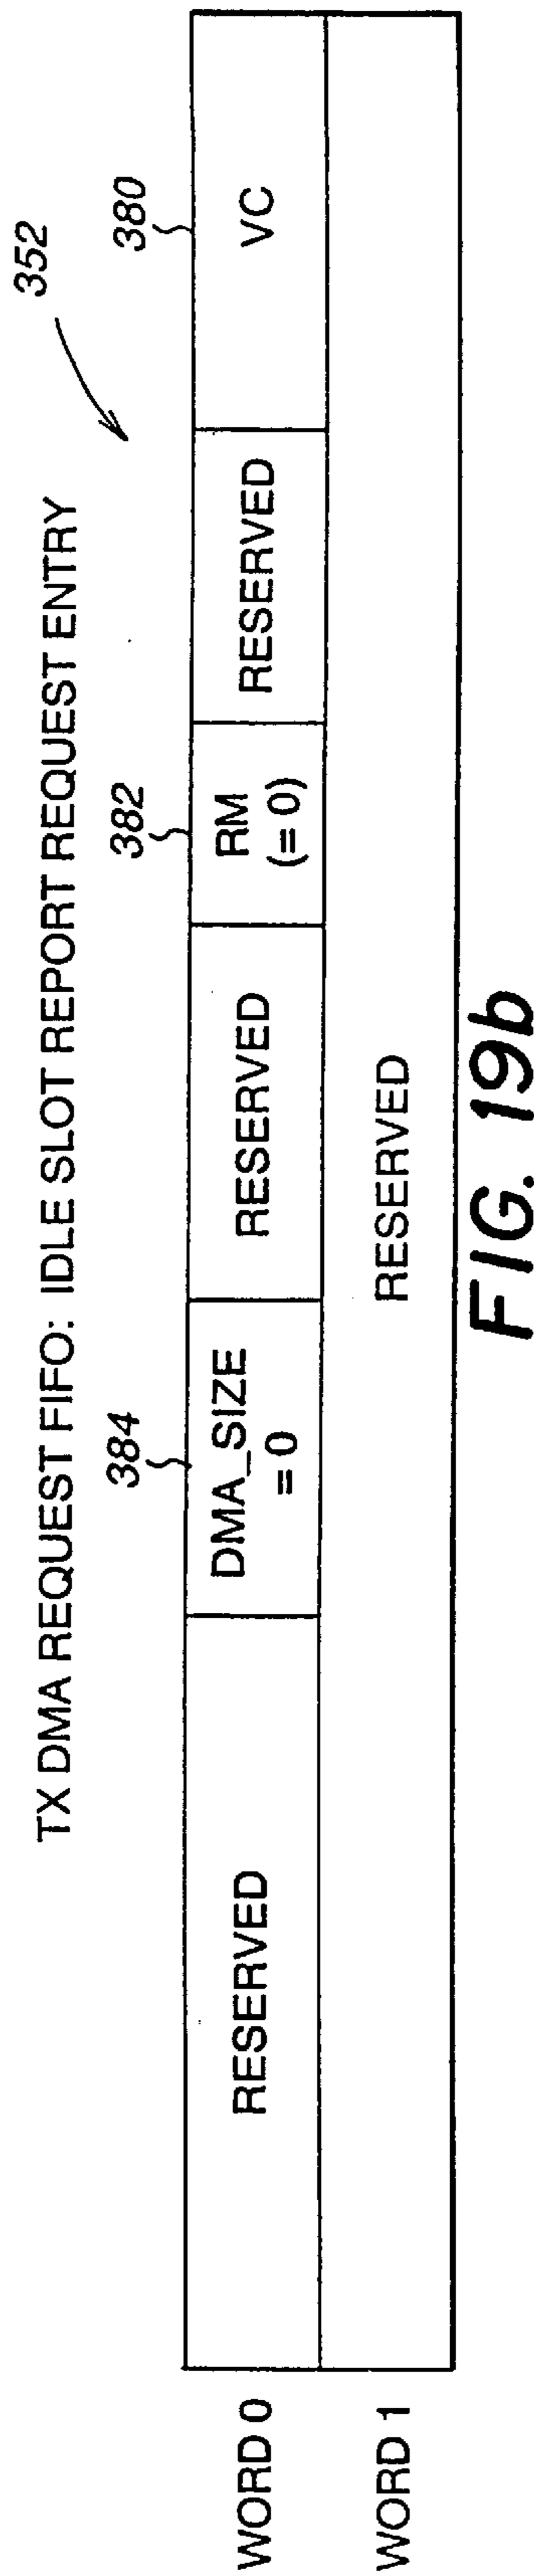 TX DMA REQUEST FIFO: IDLE SLOT REPORT REQUEST ENTRY
352
384
382
380
WORD 0
RESERVED
DMA_SIZE
= 0
RESERVED
RM
(= 0)
RESERVED
VC
WORD 1
RESERVED
FIG. 19b